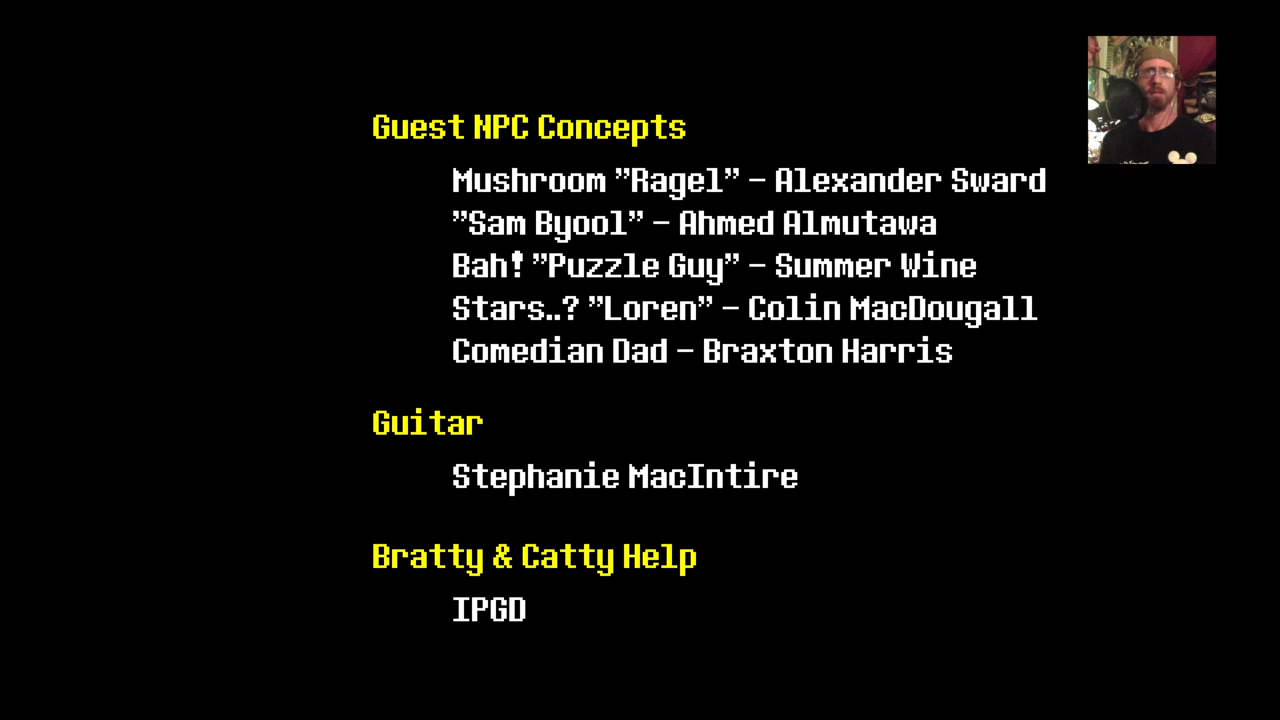 Guest NPC Concepts
Mushroom "Ragel" - Alexander Sward
"Sam Byool" - Ahmed Almutawa
Bah! "Puzzle Guy" - Summer Wine
Stars..? "Loren" - Colin MacDougall
Comedian Dad - Braxton Harris
Guitar
Stephanie MacIntire
Bratty & Catty Help
IPGD